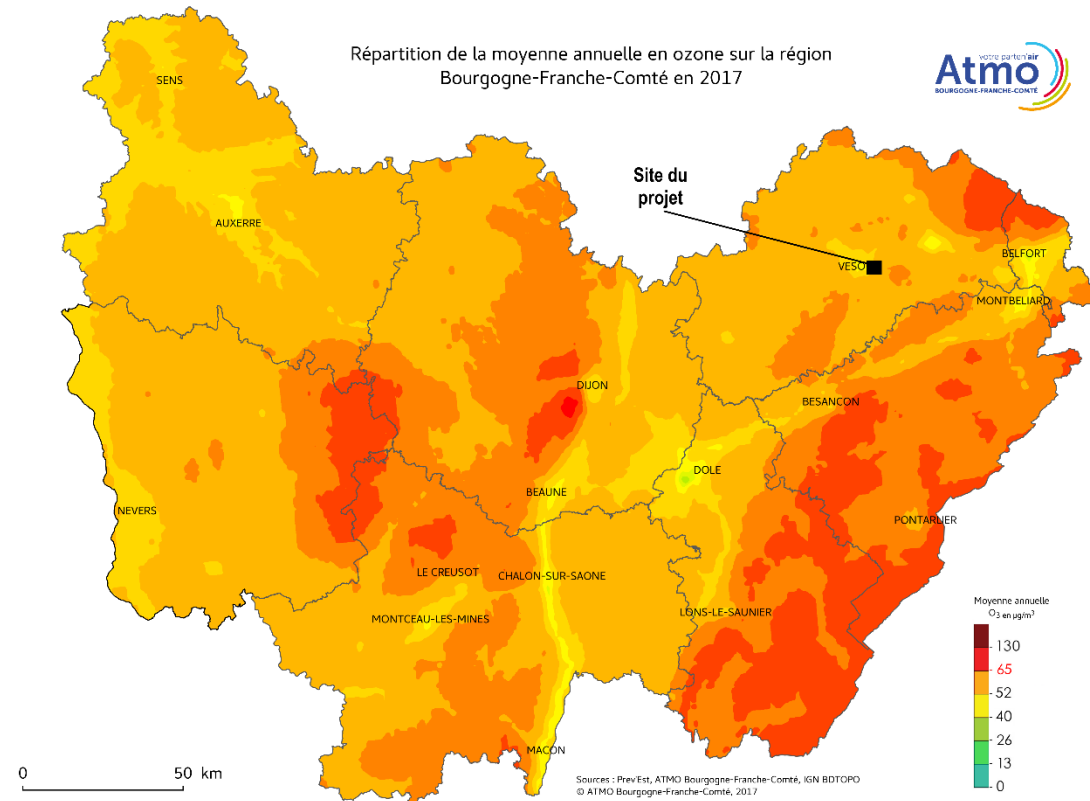 Répartition de la moyenne annuelle en ozone sur la région
Bourgogne-Franche-Comté en 2017
votre parten'air
Atmo
BOURGOGNE-FRANCHE-COMTÉ
SENS
Site du
projet
AUXERRE
VESO
BELFORT
MONTBELIARD
DIJON
BESANCON
DOLE
BEAUNE
NEVERS
PONTARLIER
LE CREUSOT
CHALON-SUR-SAONE
MONTCEAU-LES-MINES
LONS-LE-SAUNIER
MACON
Moyenne annuelle
O3 en µg/m³
130
65
52
40
26
13
0
0 50 km
Sources : Prev'Est, ATMO Bourgogne-Franche-Comté, IGN BDTOPO
© ATMO Bourgogne-Franche-Comté, 2017